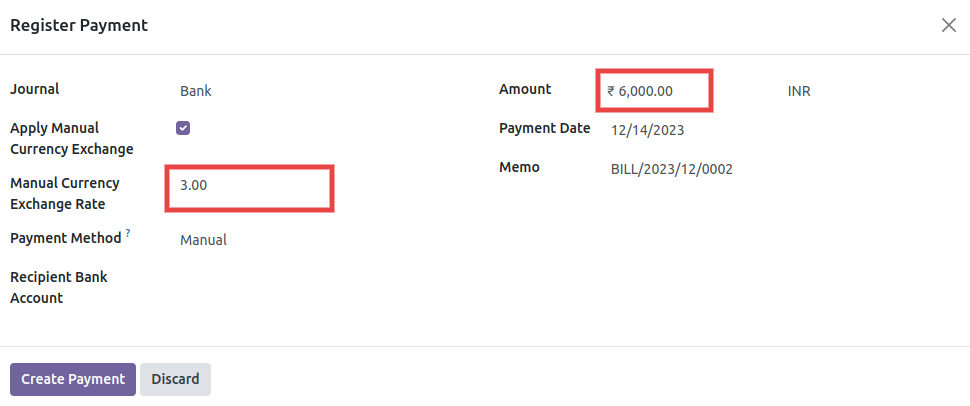 Register Payment
Journal Bank
Apply Manual
Currency Exchange
Manual Currency 3.00
Exchange Rate
Payment Method ? Manual
Recipient Bank
Account
Amount ₹ 6,000.00 INR
Payment Date 12/14/2023
Memo BILL/2023/12/0002
Create Payment Discard